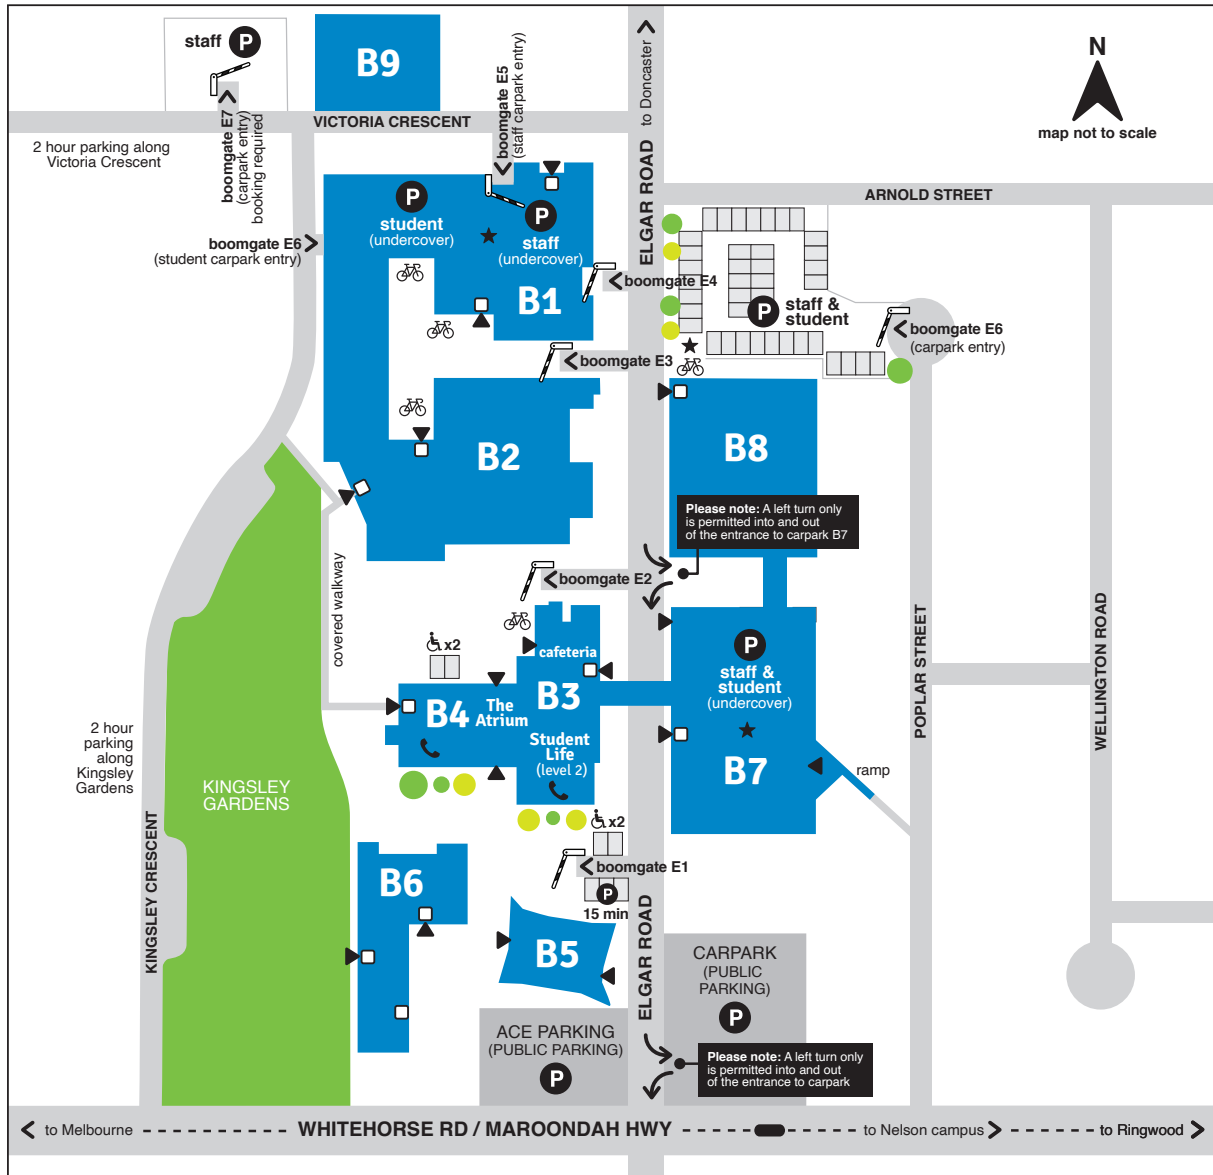 staff P
B9
boomgate E5
(staff carpark entry)
to Doncaster
N
map not to scale
VICTORIA CRESCENT
2 hour parking along
Victoria Crescent
boomgate E7
(carpark entry)
booking required
ELGAR ROAD
ARNOLD STREET
P
student
(undercover)
P
staff
(undercover)
boomgate E6
(student carpark entry)
B1
boomgate E4
P
staff &
student
boomgate E6
(carpark entry)
boomgate E3
B2
B8
Please note: A left turn only
is permitted into and out
of the entrance to carpark B7
covered walkway
boomgate E2
x2
cafeteria
B3
B4
The
Atrium
Student
Life
(level 2)
P
staff &
student
(undercover)
B7
ramp
POPLAR STREET
WELLINGTON ROAD
2 hour
parking
along
Kingsley
Gardens
KINGSLEY
GARDENS
KINGSLEY CRESCENT
x2
boomgate E1
P
15 min
B6
B5
ELGAR ROAD
CARPARK
(PUBLIC
PARKING)
P
ACE PARKING
(PUBLIC PARKING)
P
Please note: A left turn only
is permitted into and out
of the entrance to carpark
to Melbourne
WHITEHORSE RD / MAROONDAH HWY
to Nelson campus
to Ringwood